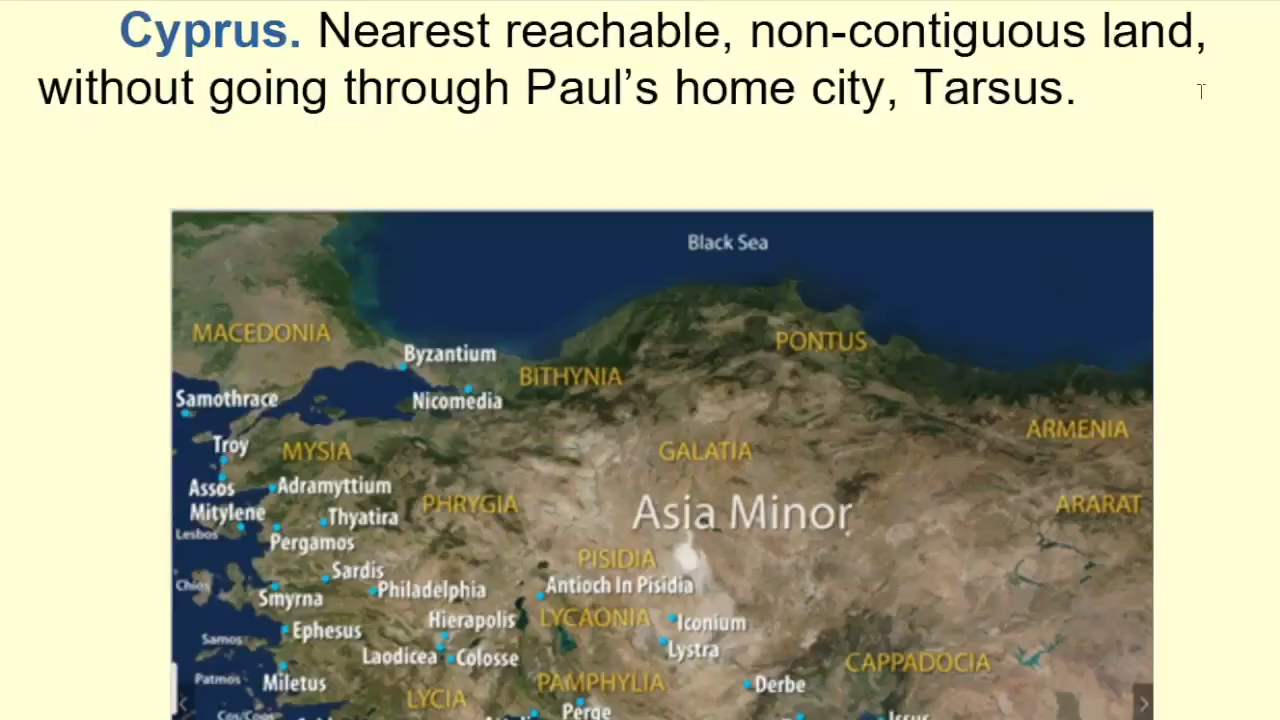 Cyprus. Nearest reachable, non-contiguous land,
without going through Paul’s home city, Tarsus.
Black Sea
MACEDONIA
PONTUS
Byzantium
BITHYNIA
Samothrace
Nicomedia
ARMENIA
Troy
MYSIA
GALATIA
Assos
Adramyttium
PHRYGIA
ARARAT
Mitylene
Thyatira
Asia Minor
Lesbos
Pergamos
PISIDIA
Sardis
Chios
Philadelphia
Antioch In Pisidia
Smyrna
Hierapolis
LYCAONIA
Iconium
Ephesus
Samos
Laodicea
Colosse
Lystra
CAPPADOCIA
Patmos
Miletus
PAMPHYLIA
Derbe
LYCIA
Perge
Issus